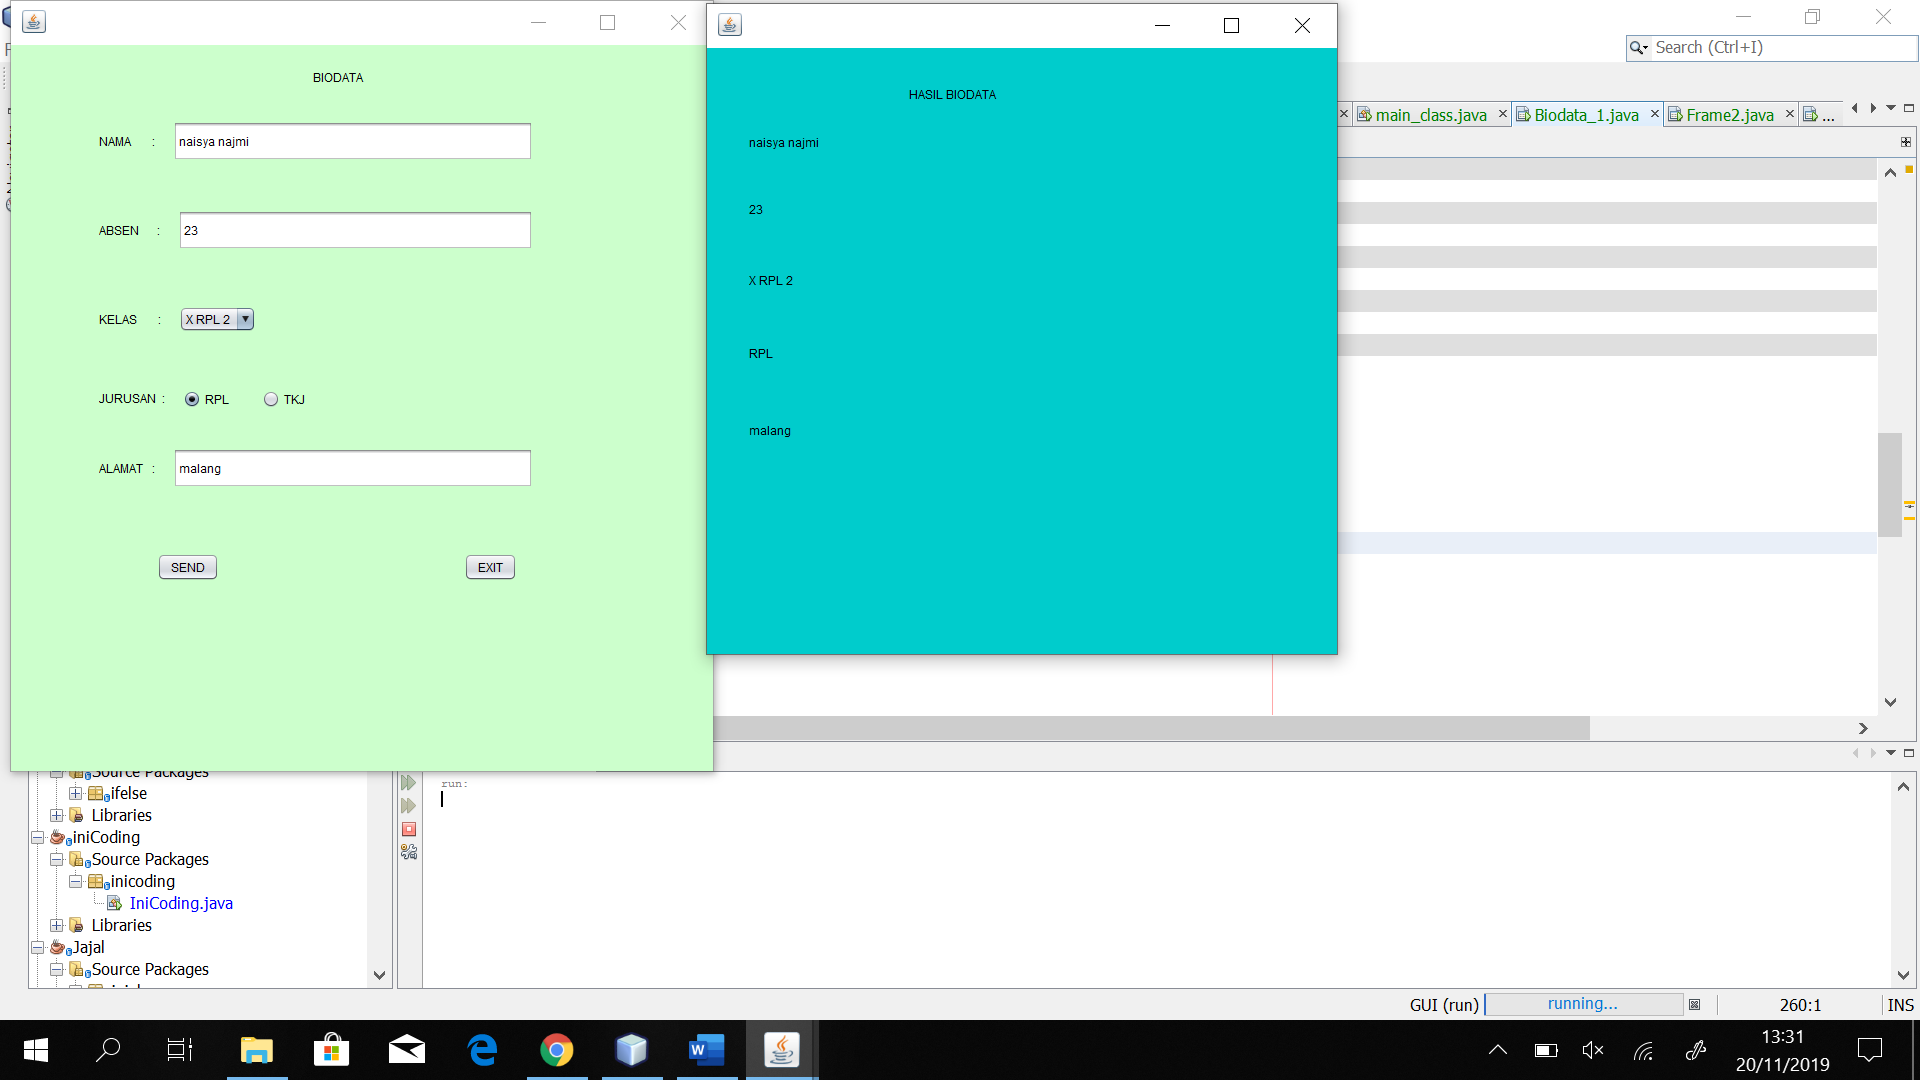 BIODATA
NAMA :
naisya najmi
ABSEN :
23
KELAS :
X RPL 2
JURUSAN :
RPL
TKJ
ALAMAT :
malang
SEND
EXIT
HASIL BIODATA
naisya najmi
23
X RPL 2
RPL
malang
Search (Ctrl+I)
main_class.java
Biodata_1.java
Frame2.java
...
Source Packages
ifelse
Libraries
iniCoding
Source Packages
inicoding
IniCoding.java
Libraries
Jajal
Source Packages
run:
GUI (run)
running...
260:1
INS
13:31
20/11/2019